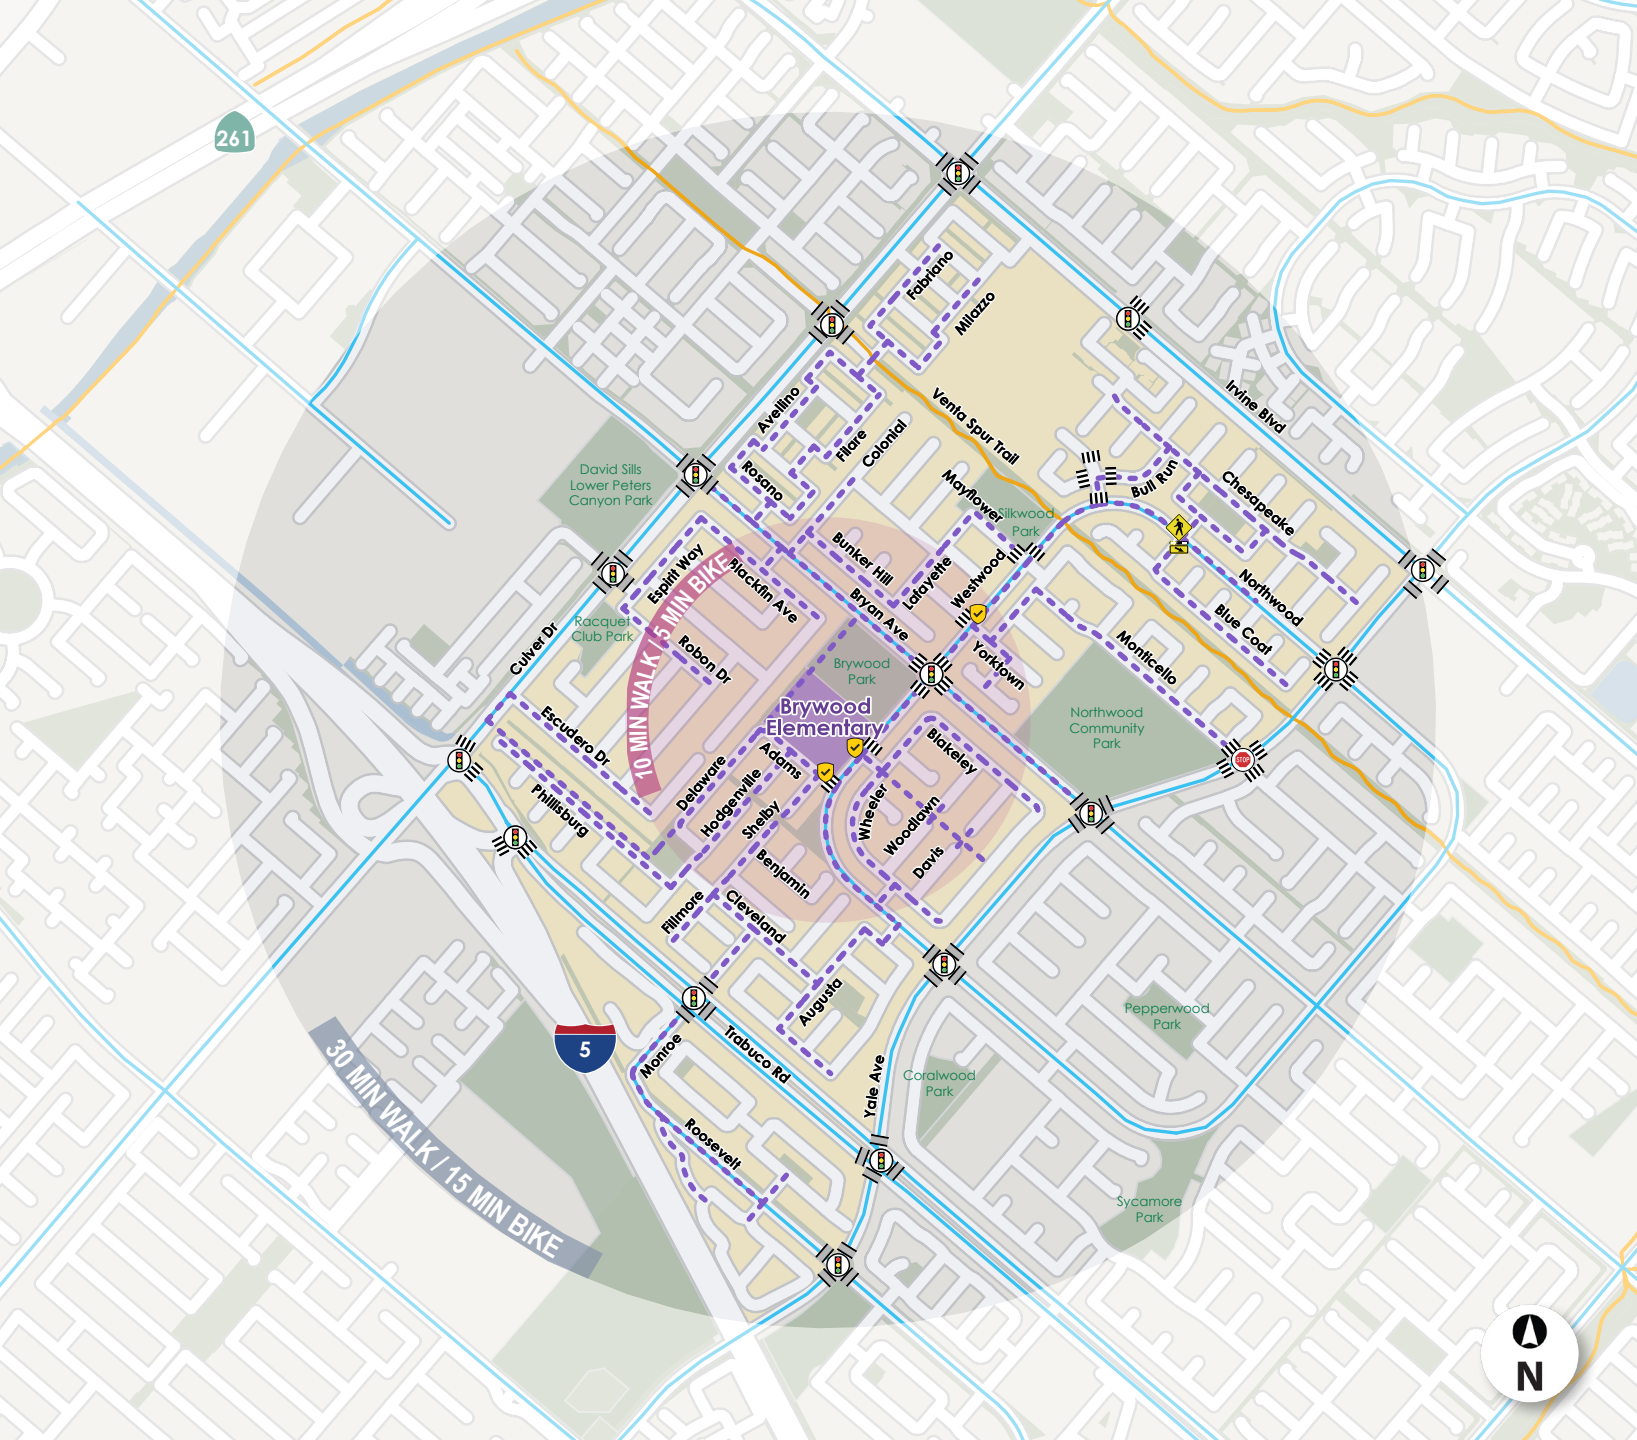 261
Fabriano
Milazzo
Irvine Blvd
Avellino
Venta Spur Trail
Filare
Colonial
Rosano
David Sills
Lower Peters
Canyon Park
Mayflower
Bull Run
Chesapeake
Silkwood
Park
Bunker Hill
Lafayette
Westwood
Espirit Way
Blackfin Ave
Bryan Ave
Northwood
Blue Coat
Racquet
Club Park
Culver Dr
10 MIN WALK / 5 MIN BIKE
Robon Dr
Brywood
Park
Yorktown
Monticello
Brywood
Elementary
Northwood
Community
Park
Escudero Dr
Blakeley
Adams
Delaware
Hodgenville
Shelby
Phillisburg
Wheeler
Woodlawn
Davis
STOP
Benjamin
Fillmore
Cleveland
Augusta
Pepperwood
Park
Monroe
Trabuco Rd
Yale Ave
Coralwood
Park
5
30 MIN WALK / 15 MIN BIKE
Roosevelt
Sycamore
Park
N